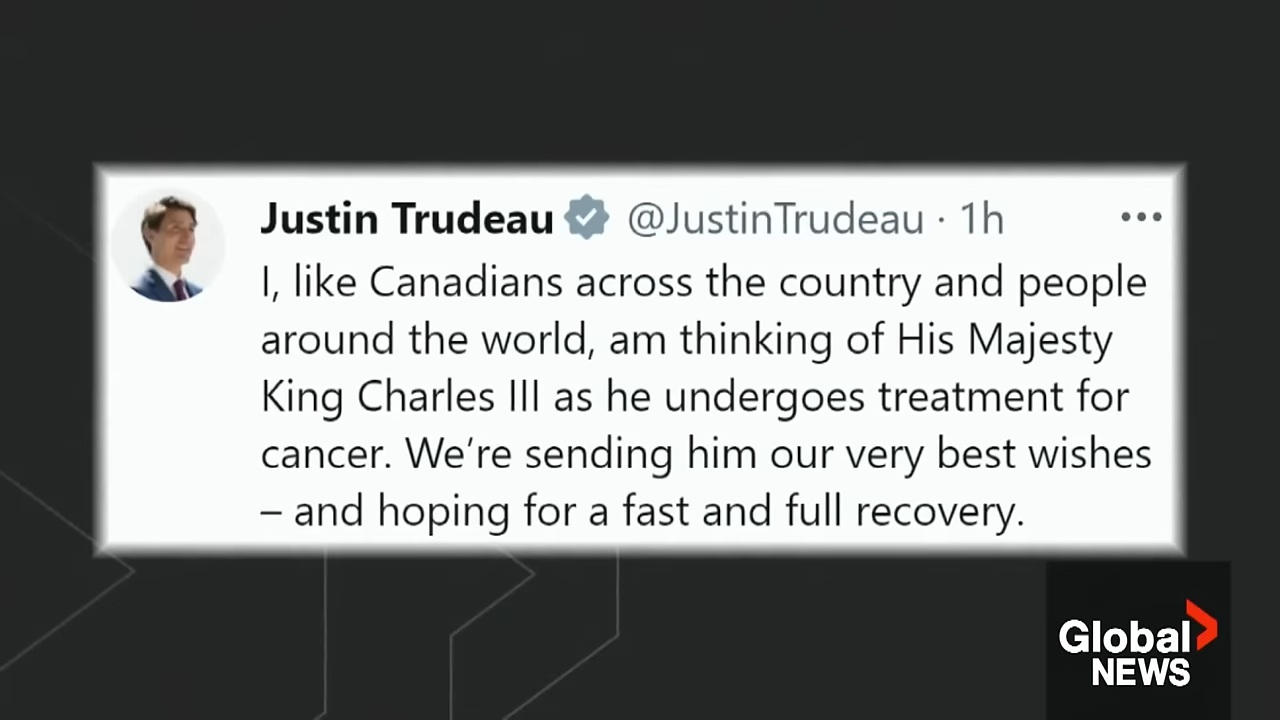 Justin Trudeau @JustinTrudeau · 1h
I, like Canadians across the country and people
around the world, am thinking of His Majesty
King Charles III as he undergoes treatment for
cancer. We’re sending him our very best wishes
– and hoping for a fast and full recovery.
Global
NEWS